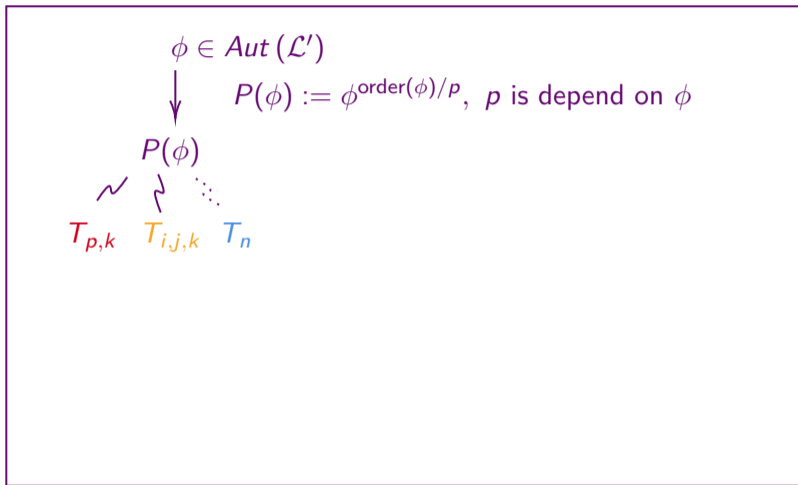 ϕ ∈ Aut (ℒ′)
P(ϕ) := ϕ^{order(ϕ)/p}, p is depend on ϕ
P(ϕ)
T_{p,k} T_{i,j,k} T_n